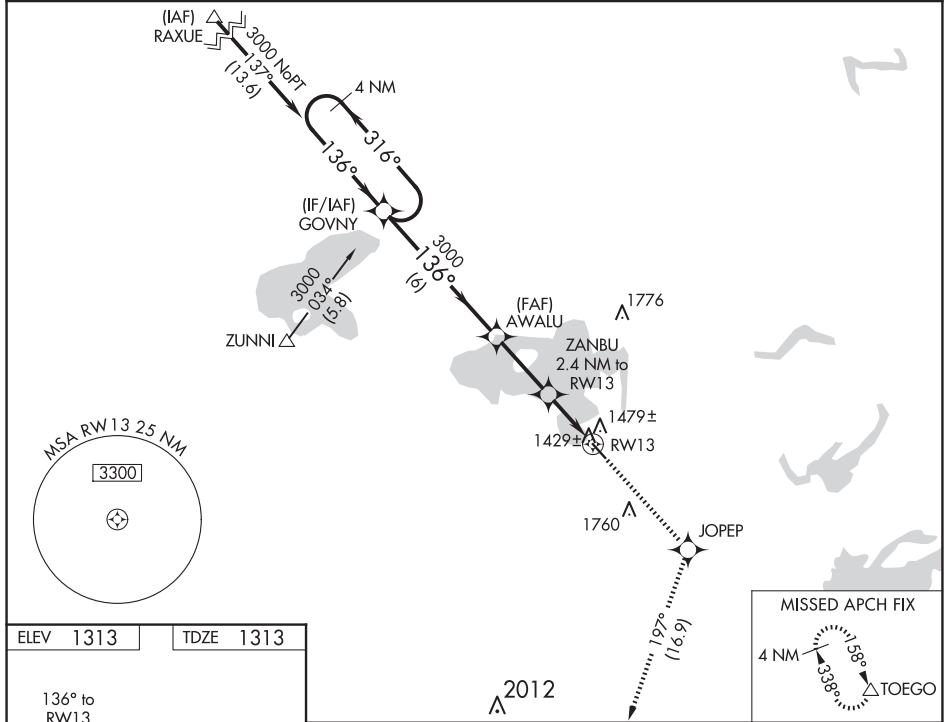 (IAF)
RAXUE
3000 NoPT
137°
(13.6)
4 NM
136°
316°
(IF/IAF)
GOVNY
3000
136°
(6)
3000
034°
(5.8)
ZUNNI
(FAF)
AWALU
1776
ZANBU
2.4 NM to
RW13
1479±
1429±
RW13
MSA RW13 25 NM
3300
1760
JOPEP
197°
(16.9)
MISSED APCH FIX
4 NM
158°
338°
TOEGO
ELEV 1313
TDZE 1313
136° to
RW13
2012